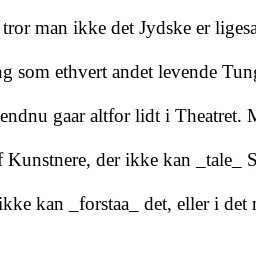 tror man ikke det Jydske er ligesa
g som ethvert andet levende Tung
endnu gaar altfor lidt i Theatret. M
f Kunstnere, der ikke kan _tale_ S
ikke kan _forstaa_ det, eller i det